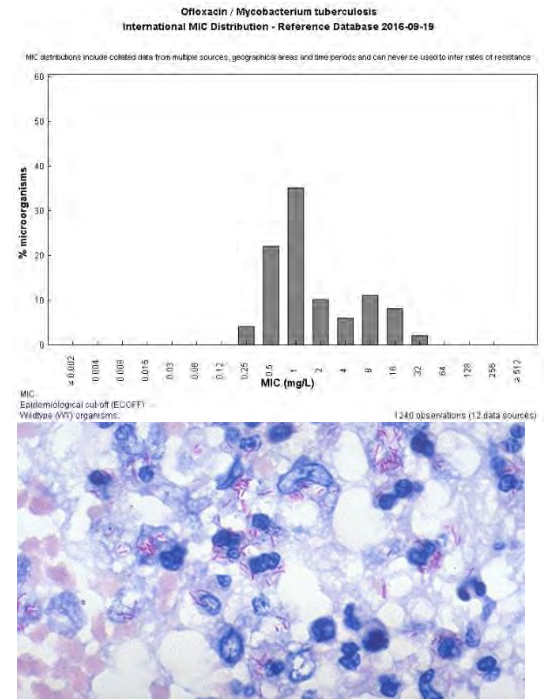 Ofloxacin / Mycobacterium tuberculosis
International MIC Distribution - Reference Database 2016-09-19
MIC distributions include collated data from multiple sources, geographical areas and time periods and can never be used to infer rates of resistance
60
50
40
30
20
10
0
% microorganisms
≤ 0.002
0.004
0.008
0.016
0.03
0.06
0.12
0.25
0.5
1
2
4
8
16
32
64
128
256
≥ 512
MIC (mg/L)
MIC
Epidemiological cut-off (ECOFF)
Wildtype (WT) organisms:
1240 observations (12 data sources)